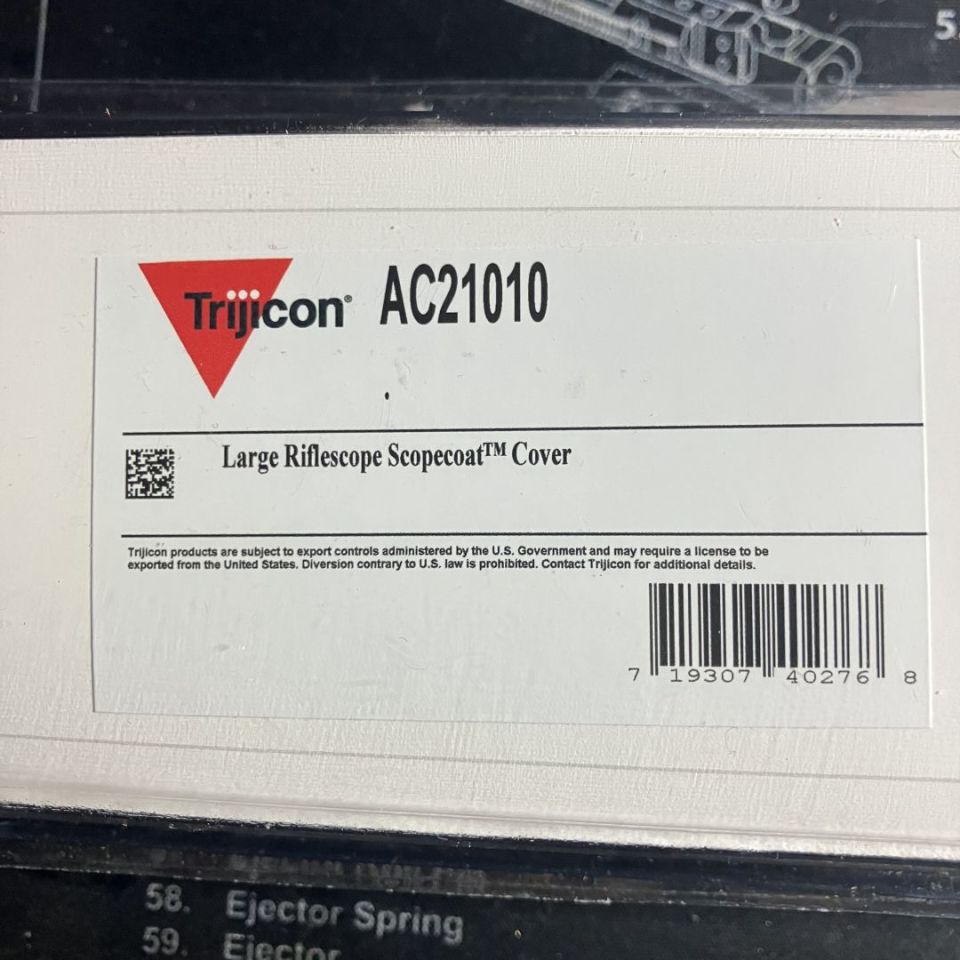 5
Trijicon® AC21010
Large Riflescope Scopecoat™ Cover
Trijicon products are subject to export controls administered by the U.S. Government and may require a license to be
exported from the United States. Diversion contrary to U.S. law is prohibited. Contact Trijicon for additional details.
7 19307 40276 8
58. Ejector Spring
59. Ejector